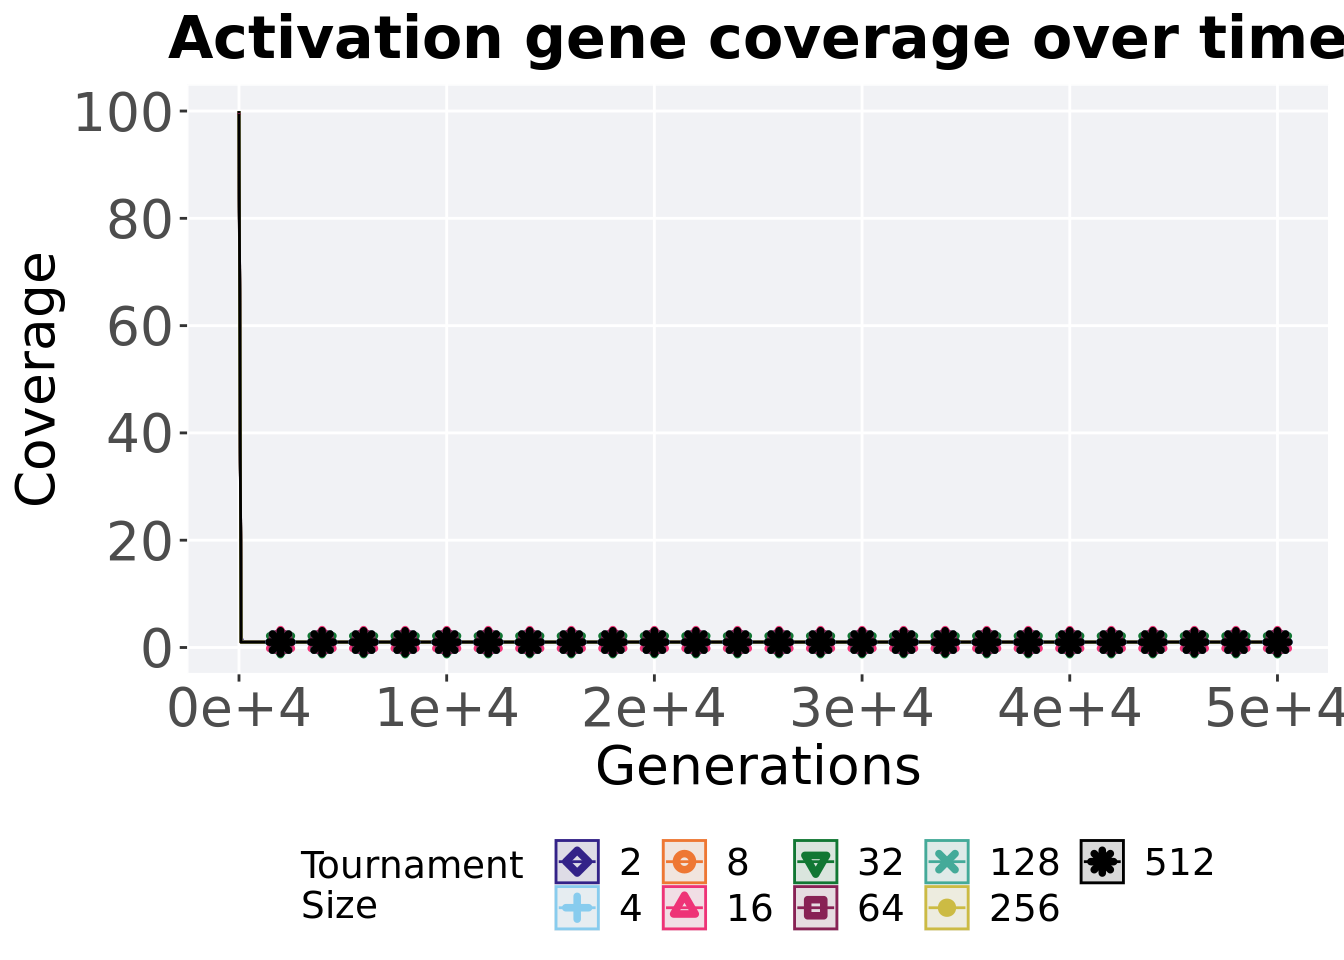 Activation gene coverage over time
100
80
60
40
20
0
Coverage
0e+4 1e+4 2e+4 3e+4 4e+4 5e+4
Generations
Tournament
Size
2 8 32 128 512
4 16 64 256